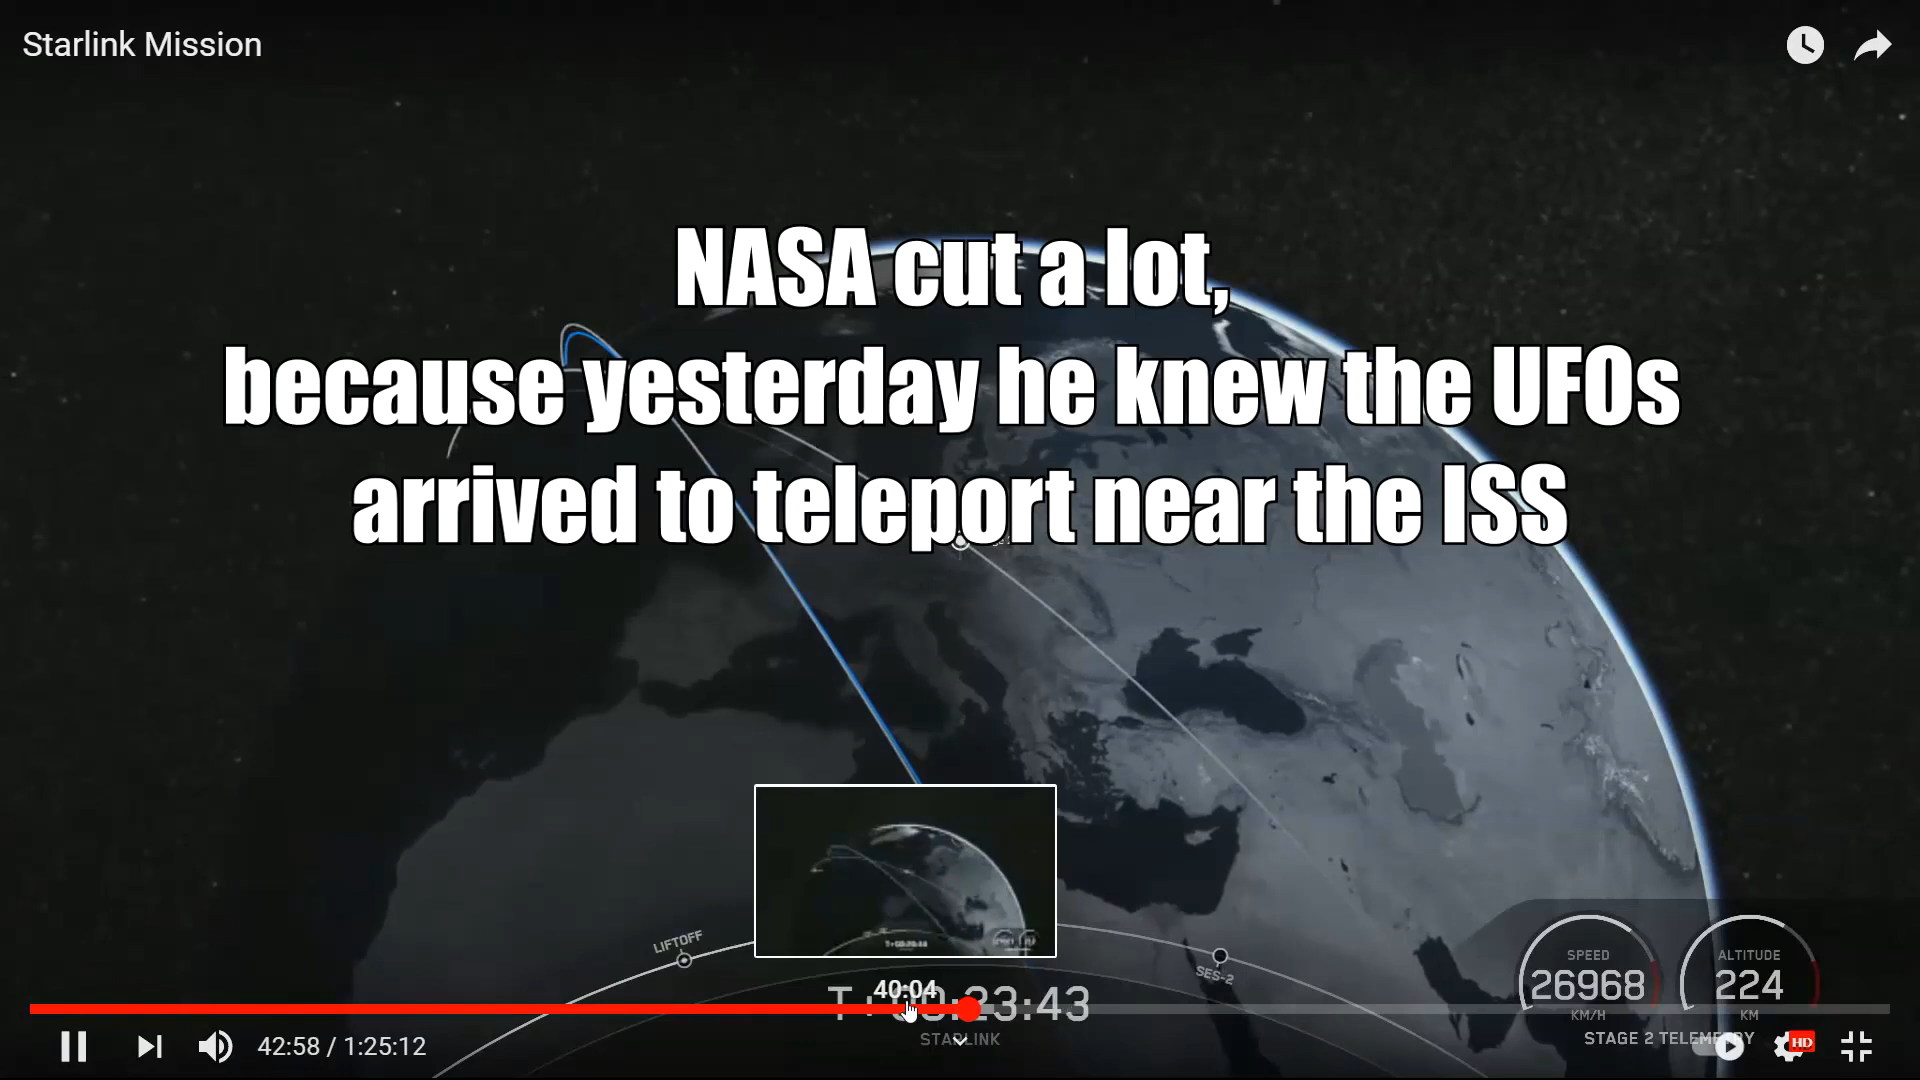 Starlink Mission
NASA cut a lot,
because yesterday he knew the UFOs
arrived to teleport near the ISS
LIFTOFF
SES-2
SPEED
26968
KM/H
ALTITUDE
224
KM
40:04
23:43
STARLINK
STAGE 2 TELEMETRY
42:58 / 1:25:12
HD